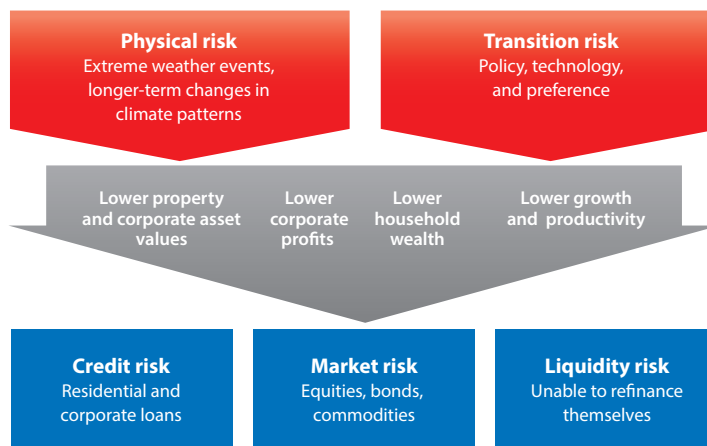 Physical risk
Extreme weather events,
longer-term changes in
climate patterns
Transition risk
Policy, technology,
and preference
Lower property
and corporate asset
values
Lower
corporate
profits
Lower
household
wealth
Lower growth
and productivity
Credit risk
Residential and
corporate loans
Market risk
Equities, bonds,
commodities
Liquidity risk
Unable to refinance
themselves